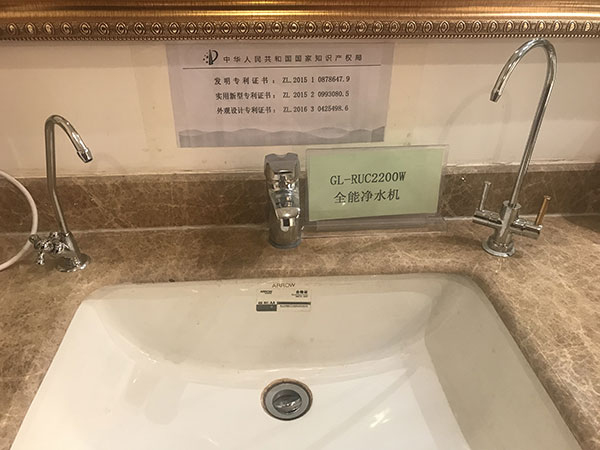 中华人民共和国国家知识产权局
发明专利证书： ZL.2015 1 0878647.9
实用新型专利证书： ZL.2015 2 0993080.5
外观设计专利证书： ZL.2016 3 0425498.6
GL-RUC2200W
全能净水机
ARROW